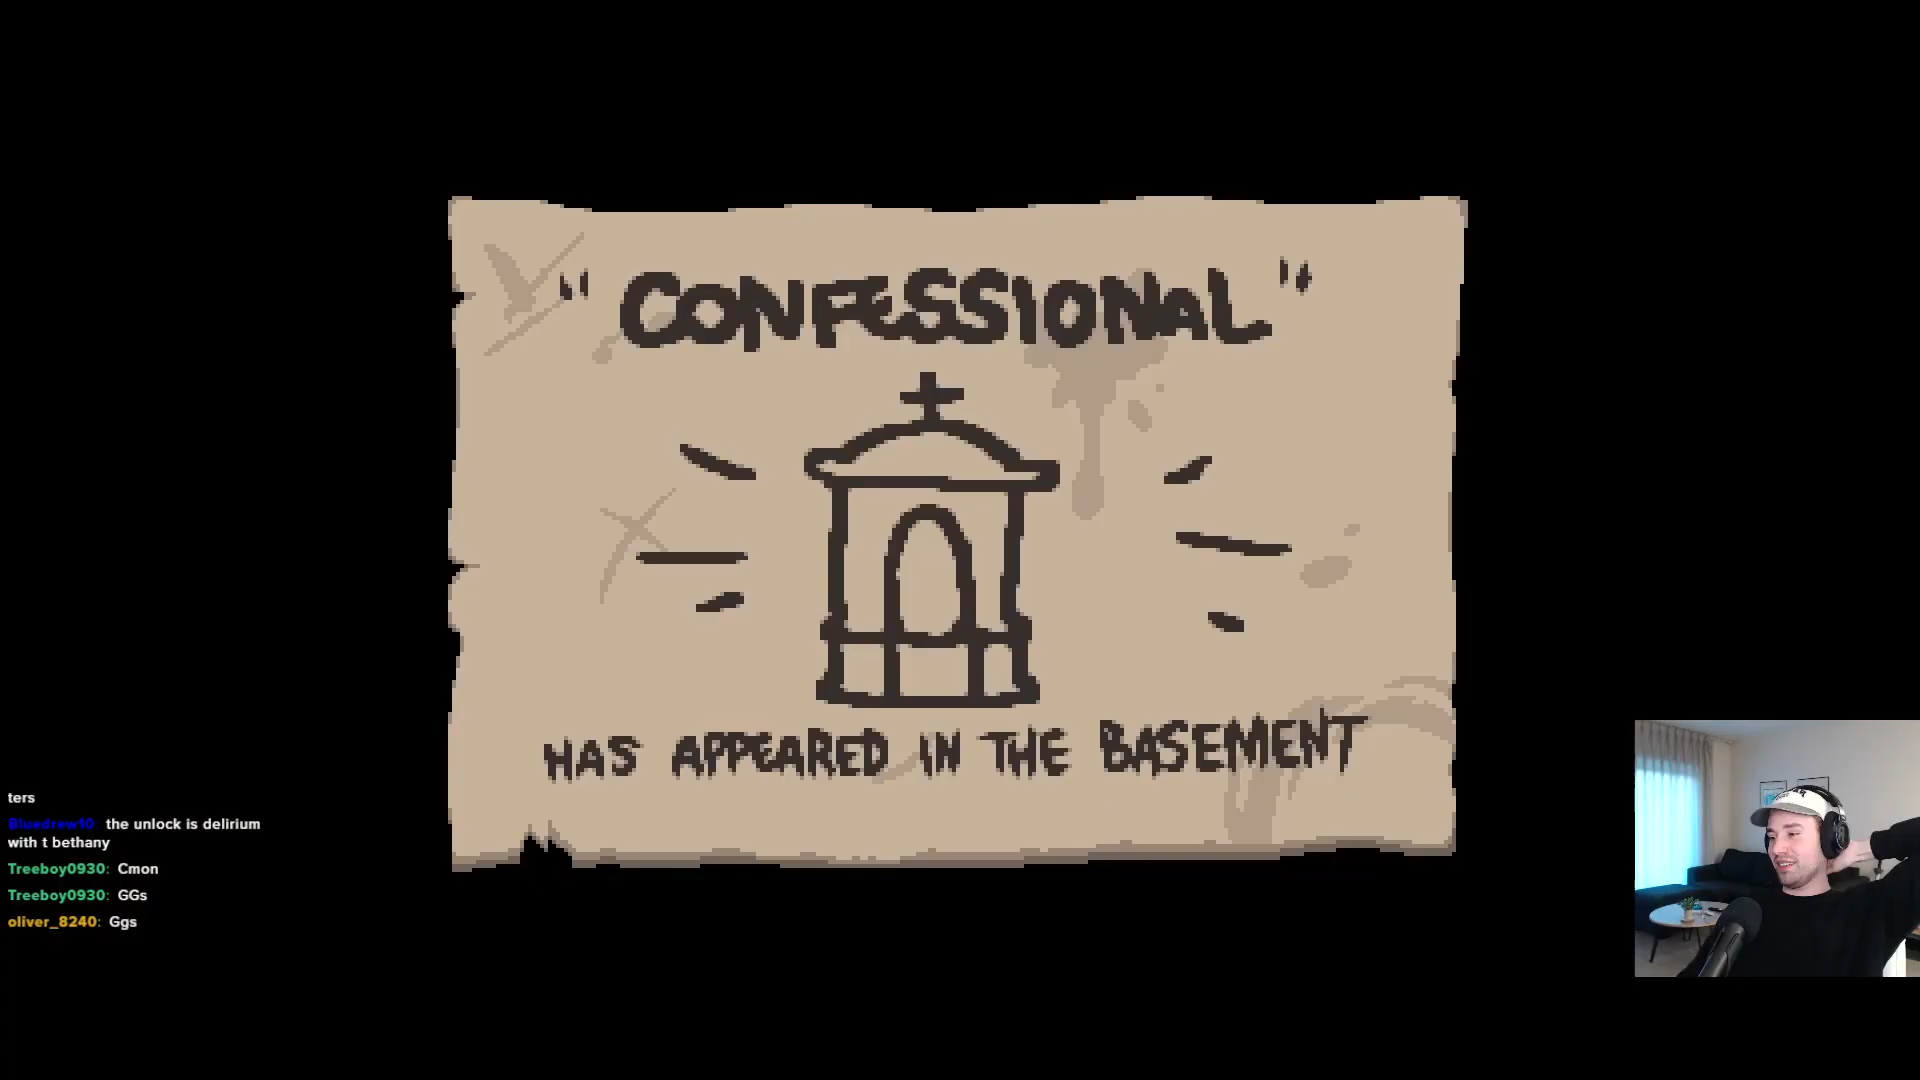 "CONFESSIONAL"
HAS APPEARED IN THE BASEMENT
ters
Bluedrew10: the unlock is delirium
with t bethany
Treeboy0930: Cmon
Treeboy0930: GGs
oliver_8240: Ggs